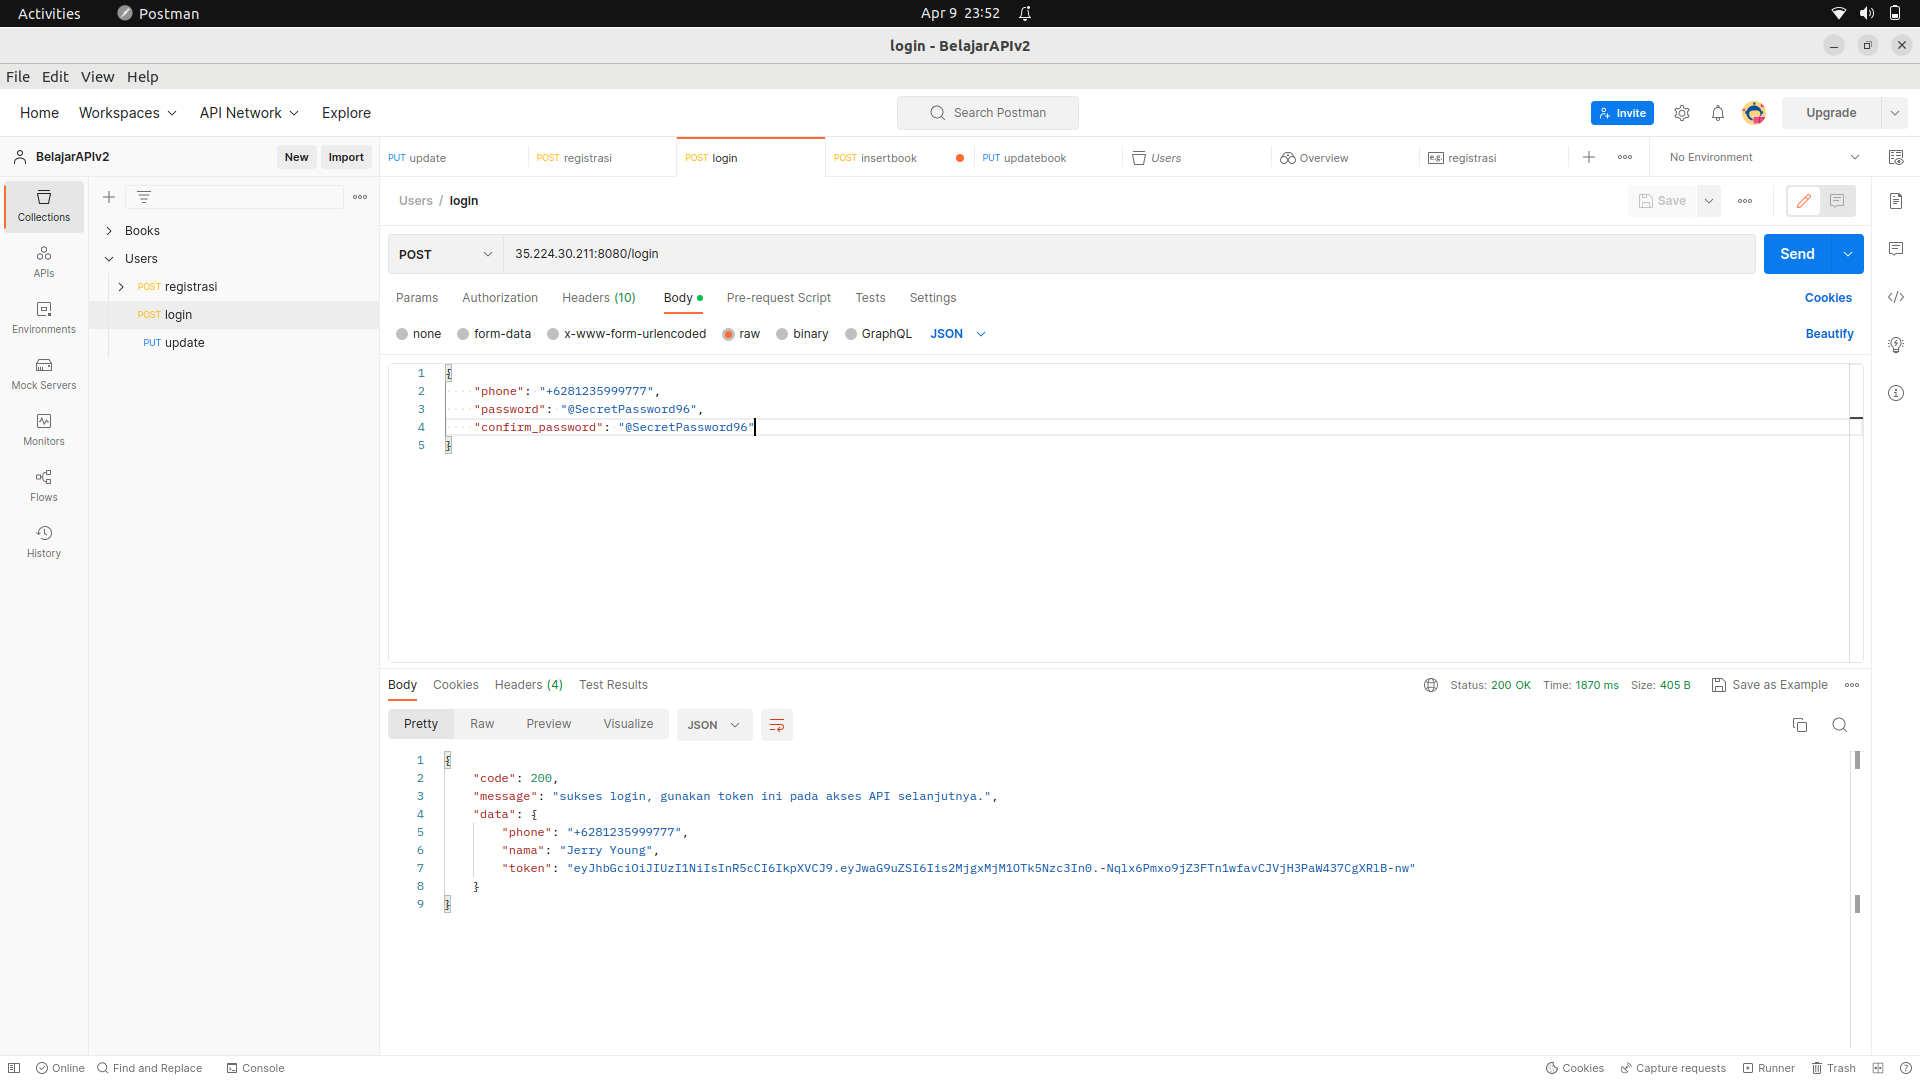 Activities Postman Apr 9 23:52
login - BelajarAPIv2
File Edit View Help
Home Workspaces API Network Explore Search Postman Invite Upgrade
BelajarAPIv2 New Import PUT update POST registrasi POST login POST insertbook PUT updatebook Users Overview e.g. registrasi No Environment
Users / login Save
Collections
Books
Users
POST registrasi
POST login
PUT update
APIs
Environments
Mock Servers
Monitors
Flows
History
POST 35.224.30.211:8080/login Send
Params Authorization Headers (10) Body Pre-request Script Tests Settings Cookies
none form-data x-www-form-urlencoded raw binary GraphQL JSON Beautify
1 {
2 "phone": "+6281235999777",
3 "password": "@SecretPassword96",
4 "confirm_password": "@SecretPassword96"
5 }
Body Cookies Headers (4) Test Results Status: 200 OK Time: 1870 ms Size: 405 B Save as Example
Pretty Raw Preview Visualize JSON
1 {
2 "code": 200,
3 "message": "sukses login, gunakan token ini pada akses API selanjutnya.",
4 "data": {
5 "phone": "+6281235999777",
6 "nama": "Jerry Young",
7 "token": "eyJhbGciOiJIUzI1NiIsInR5cCI6IkpXVCJ9.eyJwaG9uZSI6Iis2MjgxMjM1OTk5Nzc3In0.-Nqlx6Pmxo9jZ3FTn1wfavCJVjH3PaW437CgXRlB-nw"
8 }
9 }
Online Find and Replace Console Cookies Capture requests Runner Trash